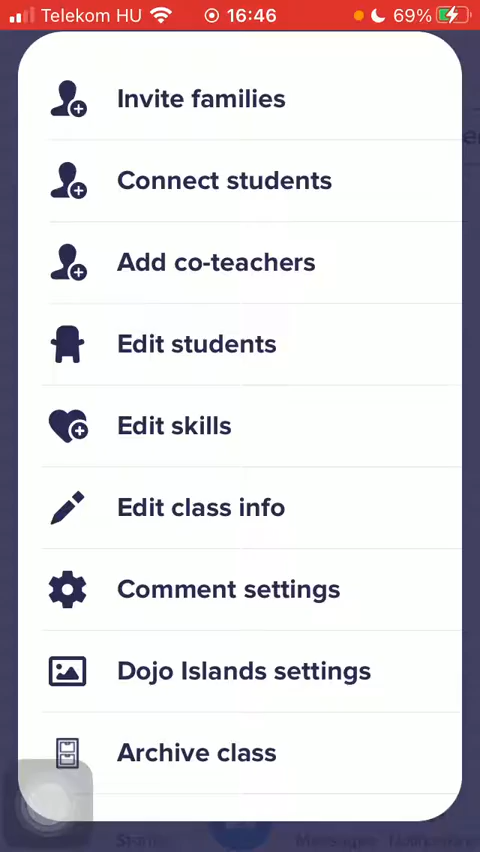 Telekom HU 16:46 69%
Invite families
Connect students
Add co-teachers
Edit students
Edit skills
Edit class info
Comment settings
Dojo Islands settings
Archive class